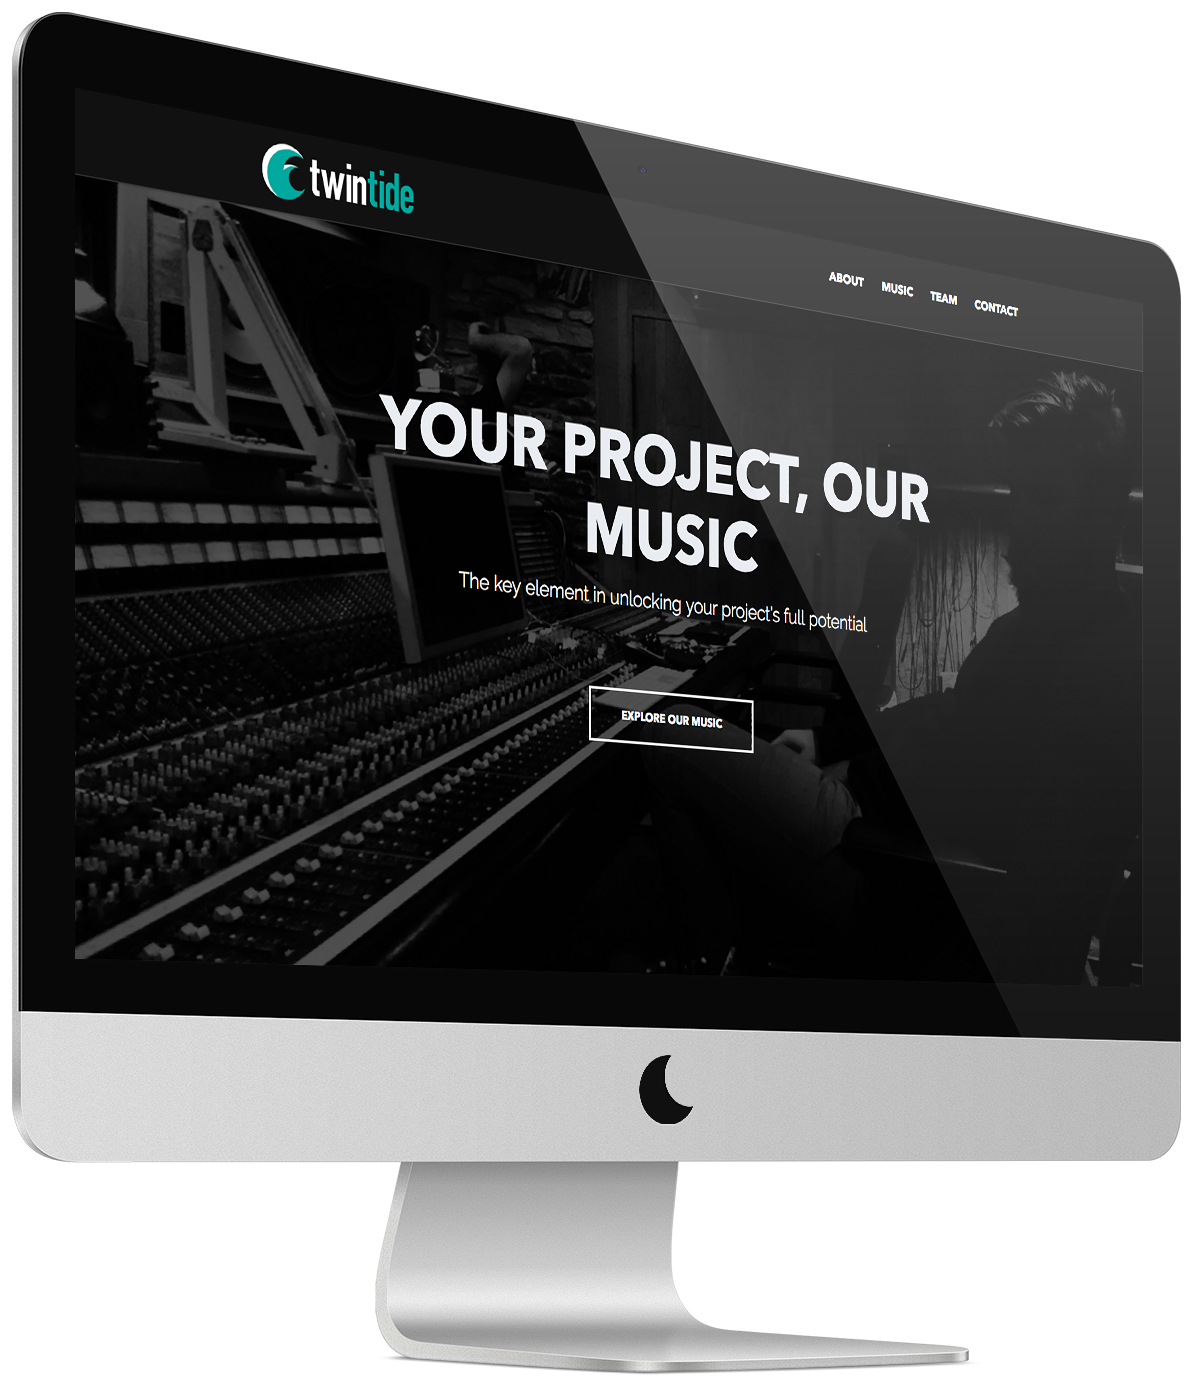 twintide
ABOUT MUSIC TEAM CONTACT
YOUR PROJECT, OUR
MUSIC
The key element in unlocking your project's full potential
EXPLORE OUR MUSIC